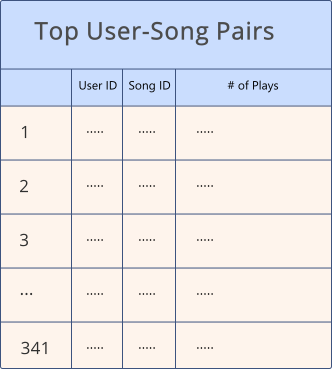 Top User-Song Pairs
User ID Song ID # of Plays
1 ..... ..... .....
2 ..... ..... .....
3 ..... ..... .....
... ..... ..... .....
341 ..... ..... .....